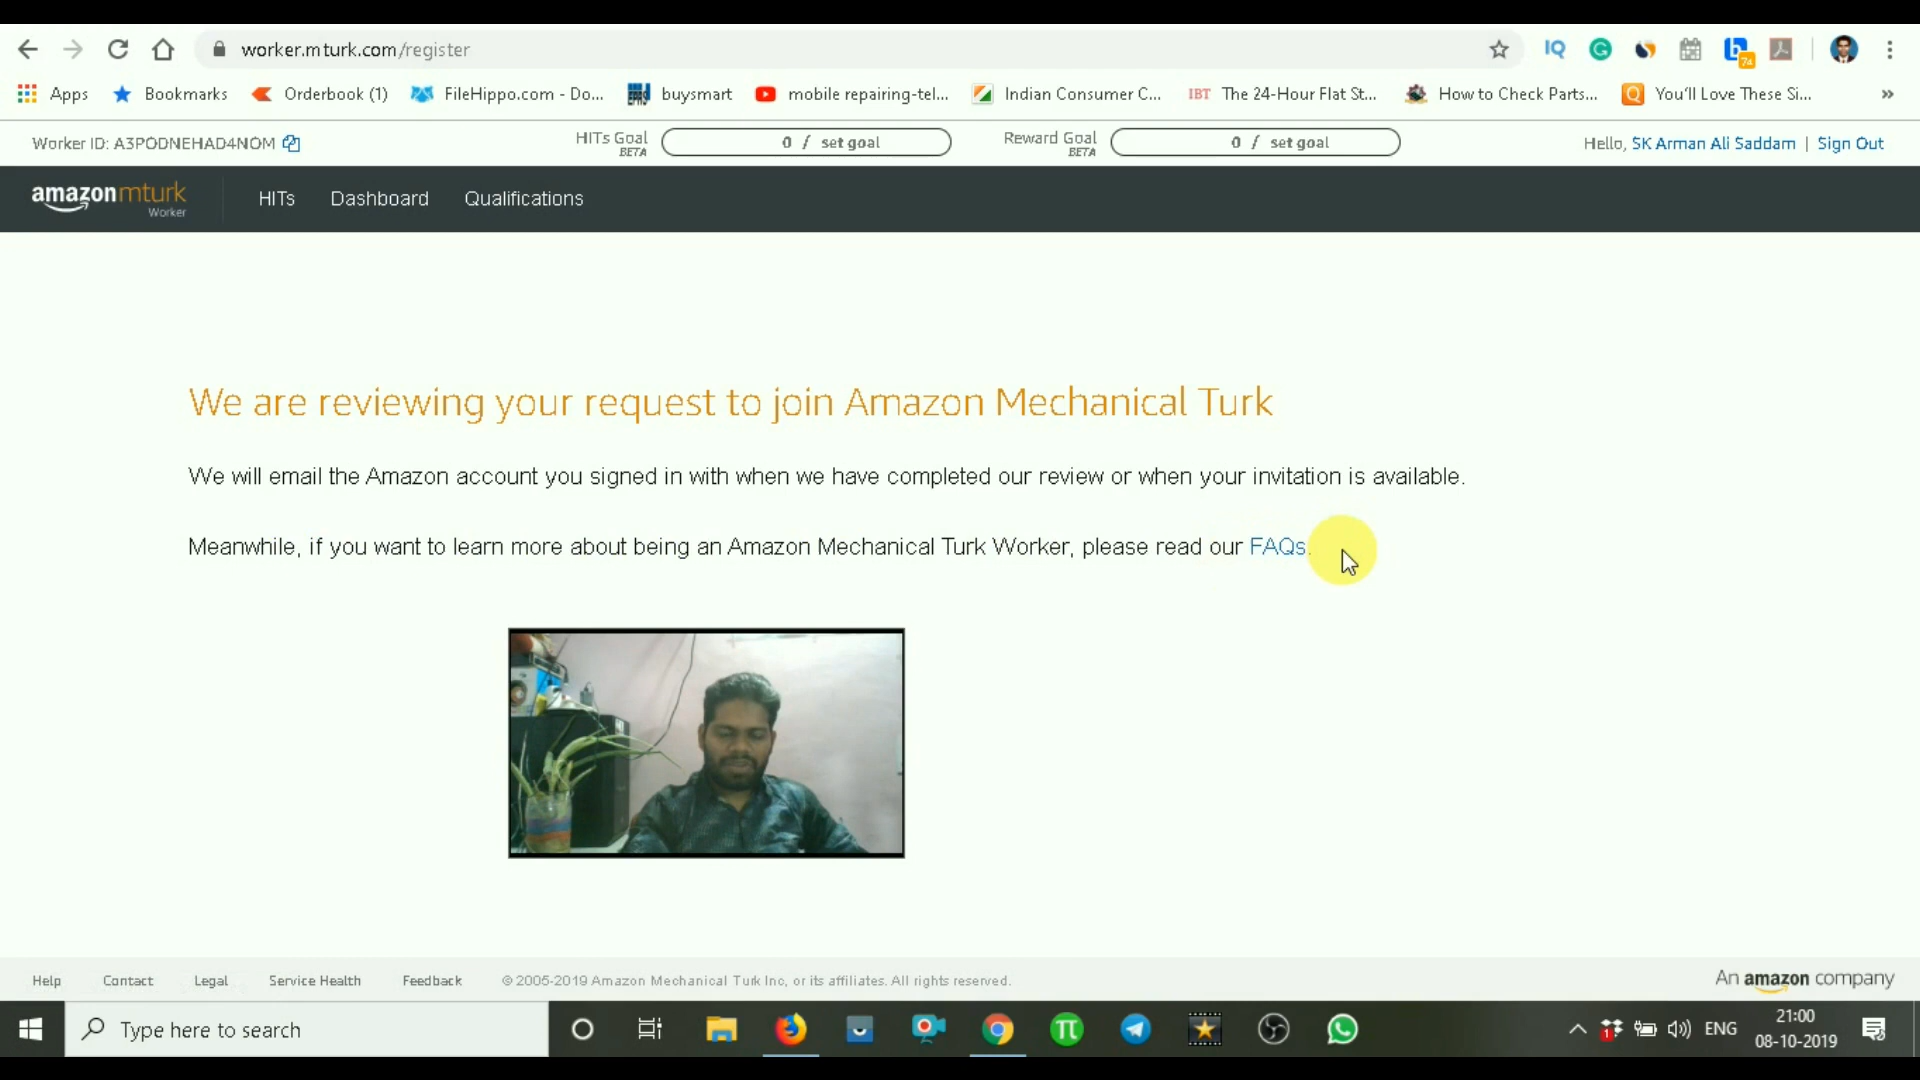 worker.mturk.com/register
IQ
Apps
Bookmarks
Orderbook (1)
FileHippo.com - Do...
buysmart
mobile repairing-tel...
Indian Consumer C...
IBT The 24-Hour Flat St...
How to Check Parts...
You'll Love These Si...
»
Worker ID: A3PODNEHAD4NOM
HITs Goal
BETA
0 / set goal
Reward Goal
BETA
0 / set goal
Hello, SK Arman Ali Saddam | Sign Out
amazonmturk
Worker
HITs
Dashboard
Qualifications
We are reviewing your request to join Amazon Mechanical Turk
We will email the Amazon account you signed in with when we have completed our review or when your invitation is available.
Meanwhile, if you want to learn more about being an Amazon Mechanical Turk Worker, please read our FAQs.
Help
Contact
Legal
Service Health
Feedback
© 2005-2019 Amazon Mechanical Turk Inc, or its affiliates. All rights reserved.
An amazon company
Type here to search
ENG
21:00
08-10-2019